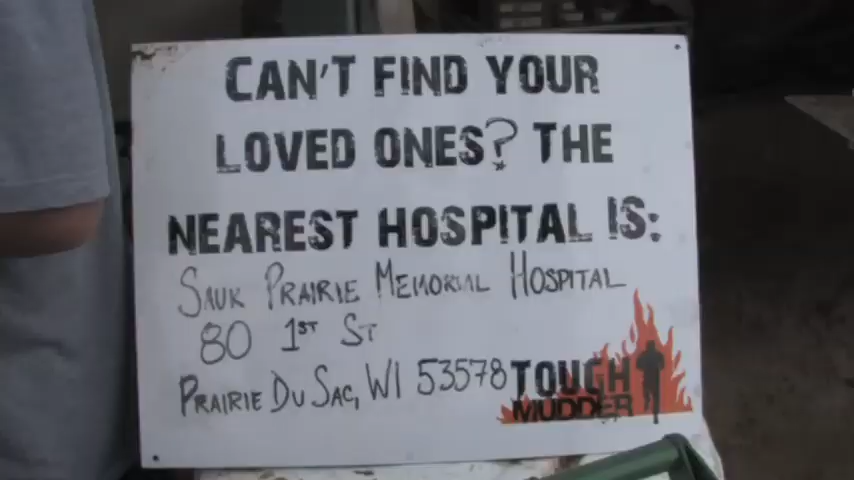 CAN'T FIND YOUR
LOVED ONES? THE
NEAREST HOSPITAL IS:
SAUK PRAIRIE MEMORIAL HOSPITAL
80 1ST ST
PRAIRIE DU SAC, WI 53578
TOUGH
MUDDER